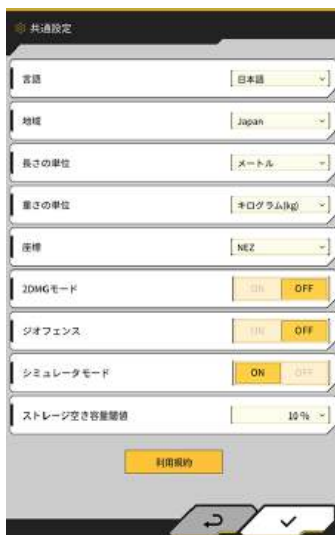 共通設定
言語 日本語
地域 Japan
長さの単位 メートル
重さの単位 キログラム(kg)
座標 NEZ
2DMGモード ON OFF
ジオフェンス ON OFF
シミュレータモード ON OFF
ストレージ空き容量閾値 10 %
利用規約